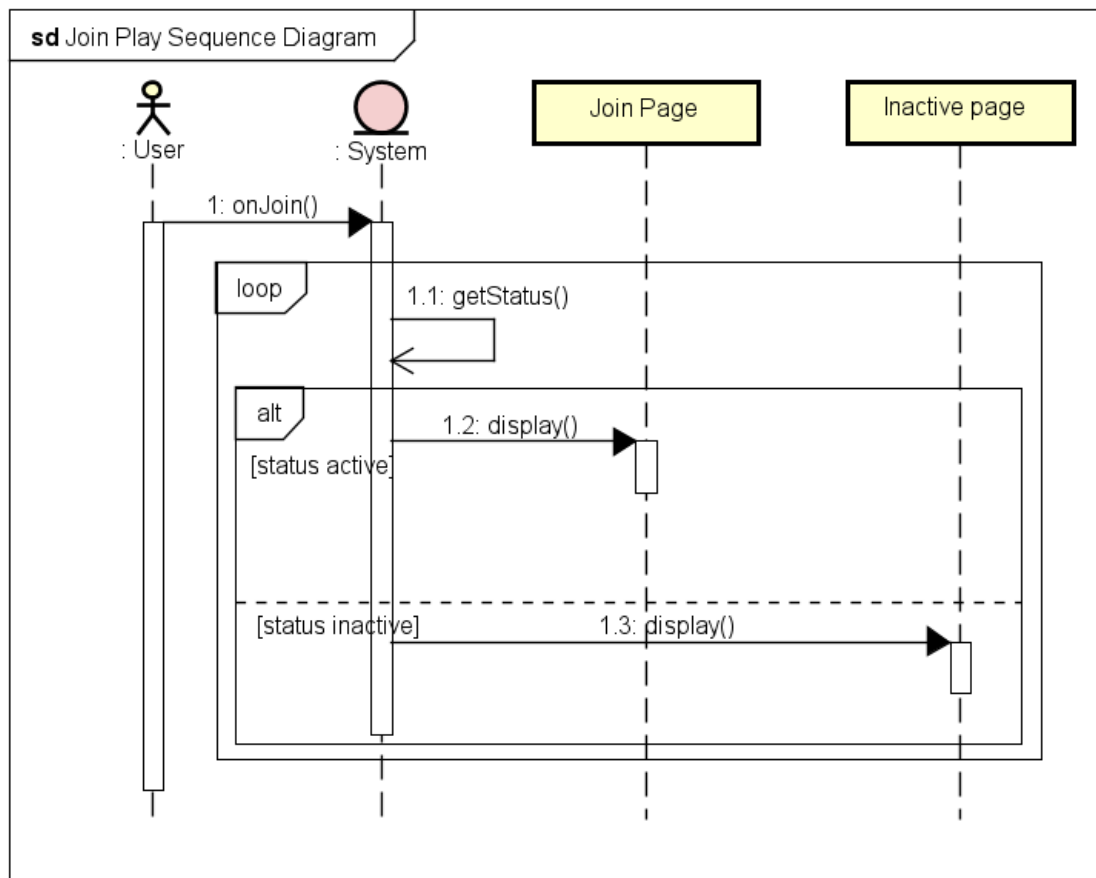 sd Join Play Sequence Diagram
: User
: System
Join Page
Inactive page
1: onJoin()
loop
1.1: getStatus()
alt
1.2: display()
[status active]
[status inactive]
1.3: display()